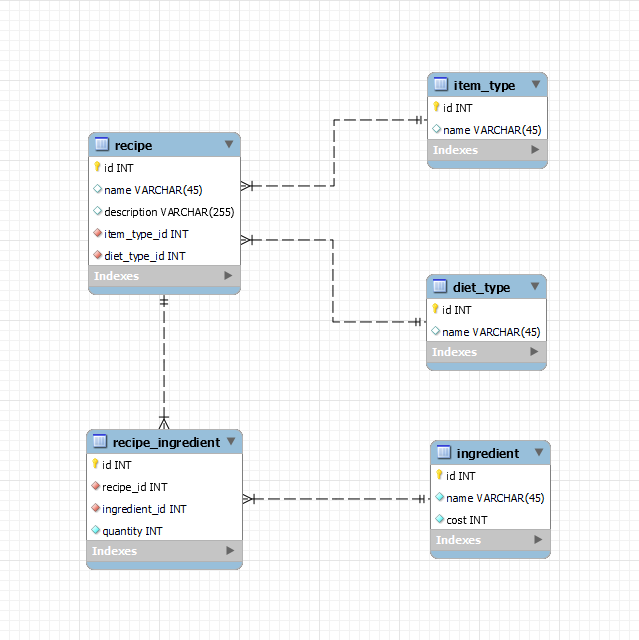 recipe
id INT
name VARCHAR(45)
description VARCHAR(255)
item_type_id INT
diet_type_id INT
Indexes
item_type
id INT
name VARCHAR(45)
Indexes
diet_type
id INT
name VARCHAR(45)
Indexes
recipe_ingredient
id INT
recipe_id INT
ingredient_id INT
quantity INT
Indexes
ingredient
id INT
name VARCHAR(45)
cost INT
Indexes